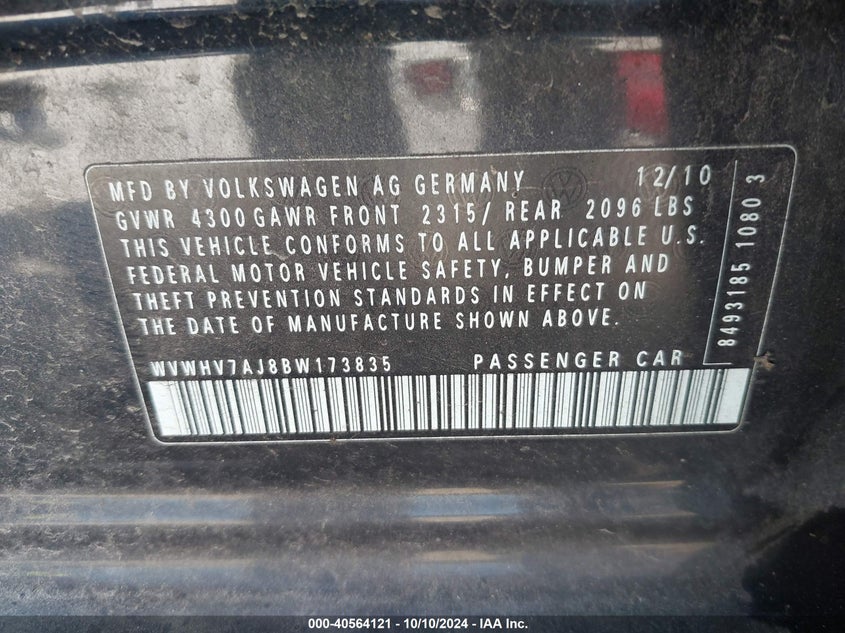 MFD BY VOLKSWAGEN AG GERMANY 12/10
GVWR 4300 GAWR FRONT 2315/ REAR 2096 LBS
THIS VEHICLE CONFORMS TO ALL APPLICABLE U.S.
FEDERAL MOTOR VEHICLE SAFETY, BUMPER AND
THEFT PREVENTION STANDARDS IN EFFECT ON
THE DATE OF MANUFACTURE SHOWN ABOVE.
WVWHV7AJ8BW173835 PASSENGER CAR
8493185 1080 3
000-40564121 - 10/10/2024 - IAA Inc.